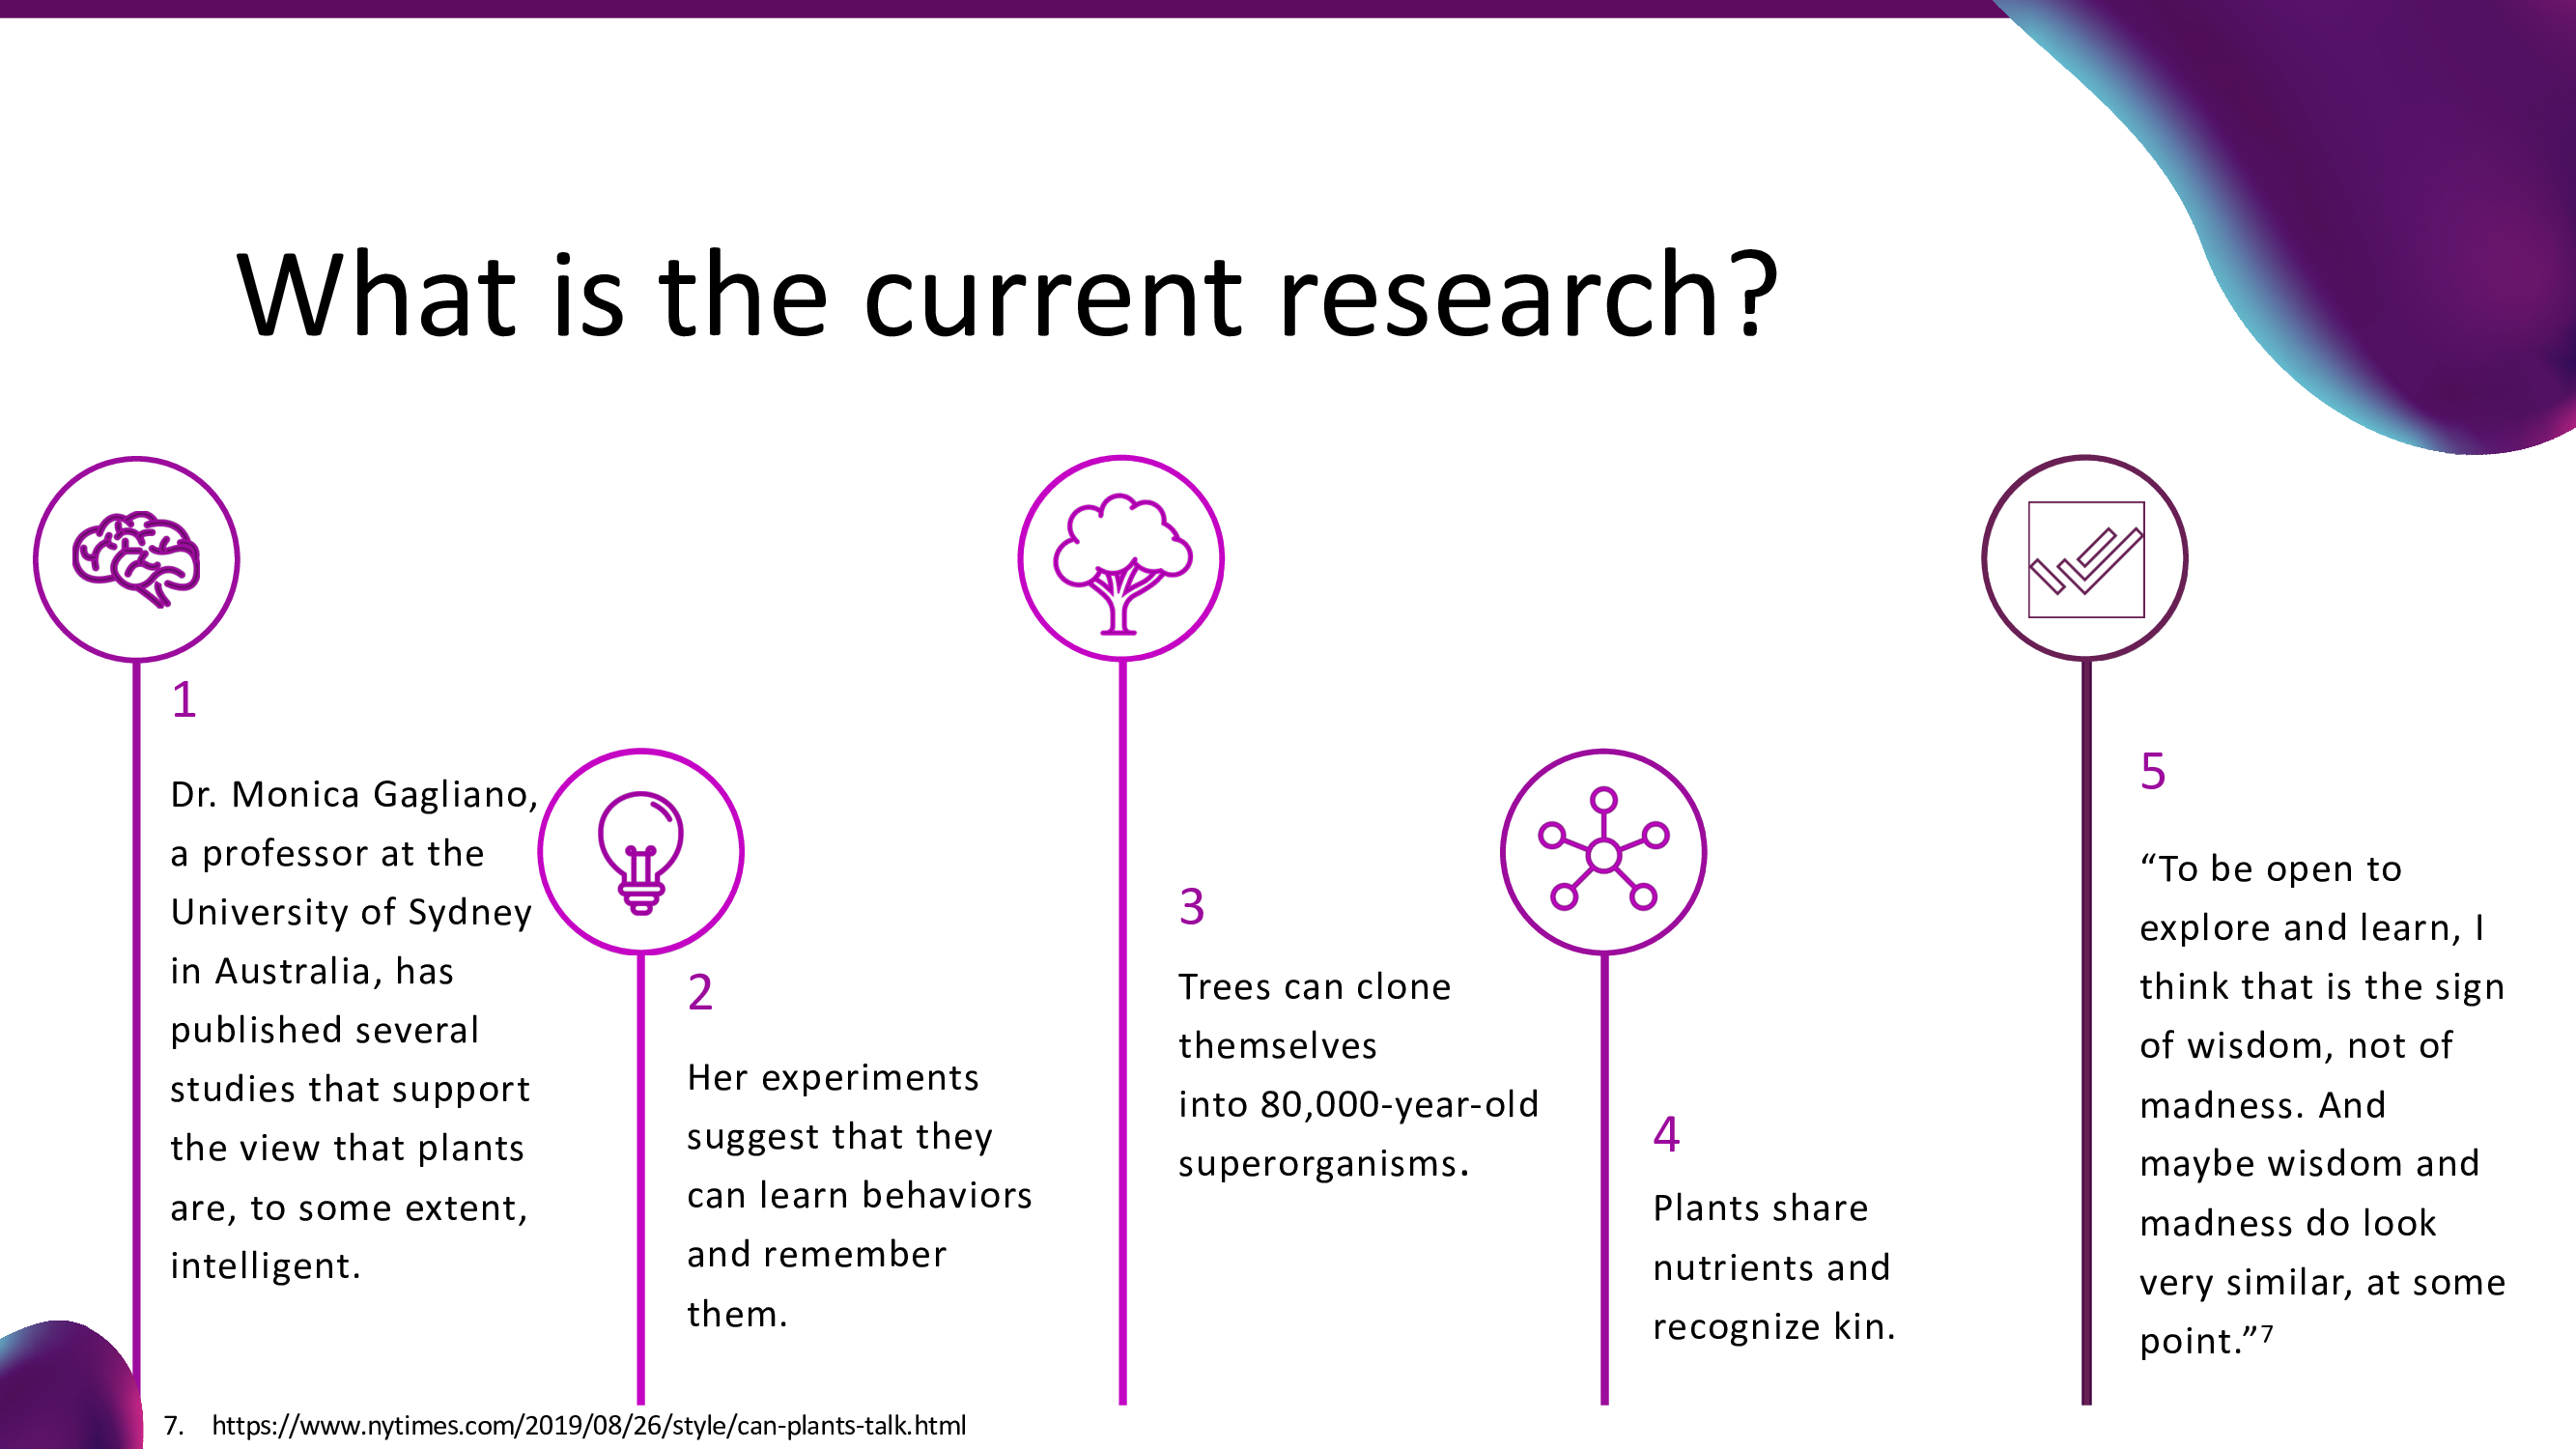 What is the current research?
1
Dr. Monica Gagliano,
a professor at the
University of Sydney
in Australia, has
published several
studies that support
the view that plants
are, to some extent,
intelligent.
2
Her experiments
suggest that they
can learn behaviors
and remember
them.
3
Trees can clone
themselves
into 80,000-year-old
superorganisms.
4
Plants share
nutrients and
recognize kin.
5
“To be open to
explore and learn, I
think that is the sign
of wisdom, not of
madness. And
maybe wisdom and
madness do look
very similar, at some
point.”⁷
7. https://www.nytimes.com/2019/08/26/style/can-plants-talk.html